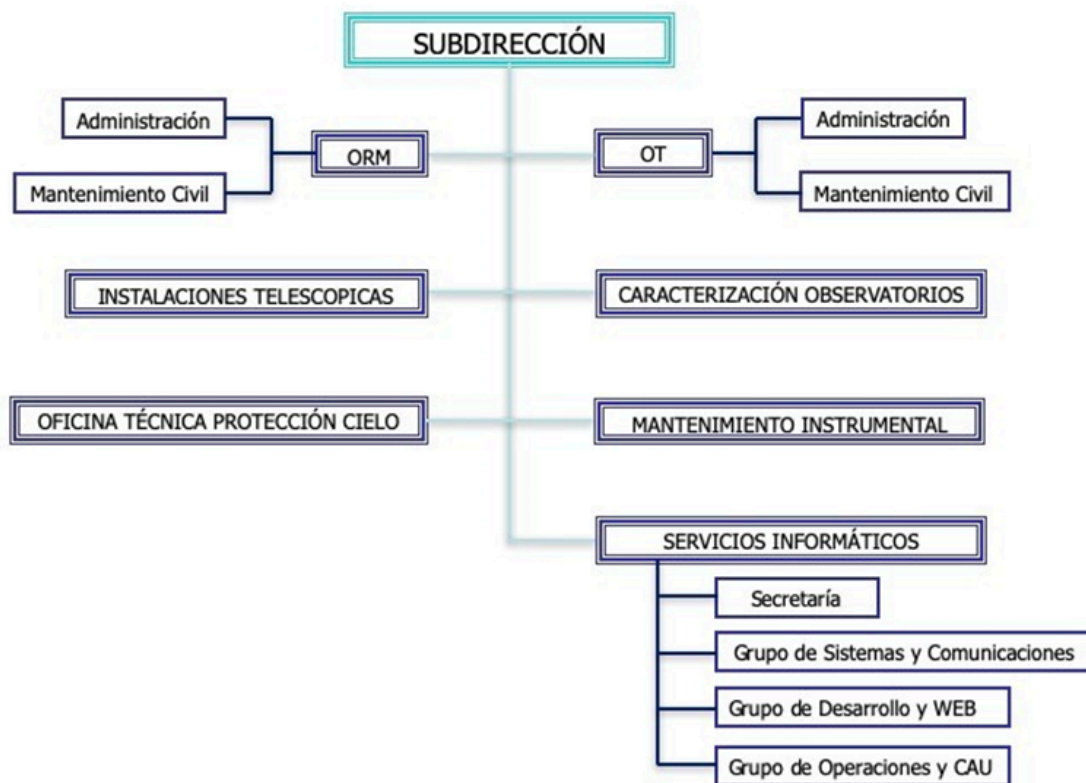 SUBDIRECCIÓN
Administración
ORM
Mantenimiento Civil
OT
Administración
Mantenimiento Civil
INSTALACIONES TELESCOPICAS
CARACTERIZACIÓN OBSERVATORIOS
OFICINA TÉCNICA PROTECCIÓN CIELO
MANTENIMIENTO INSTRUMENTAL
SERVICIOS INFORMÁTICOS
Secretaría
Grupo de Sistemas y Comunicaciones
Grupo de Desarrollo y WEB
Grupo de Operaciones y CAU